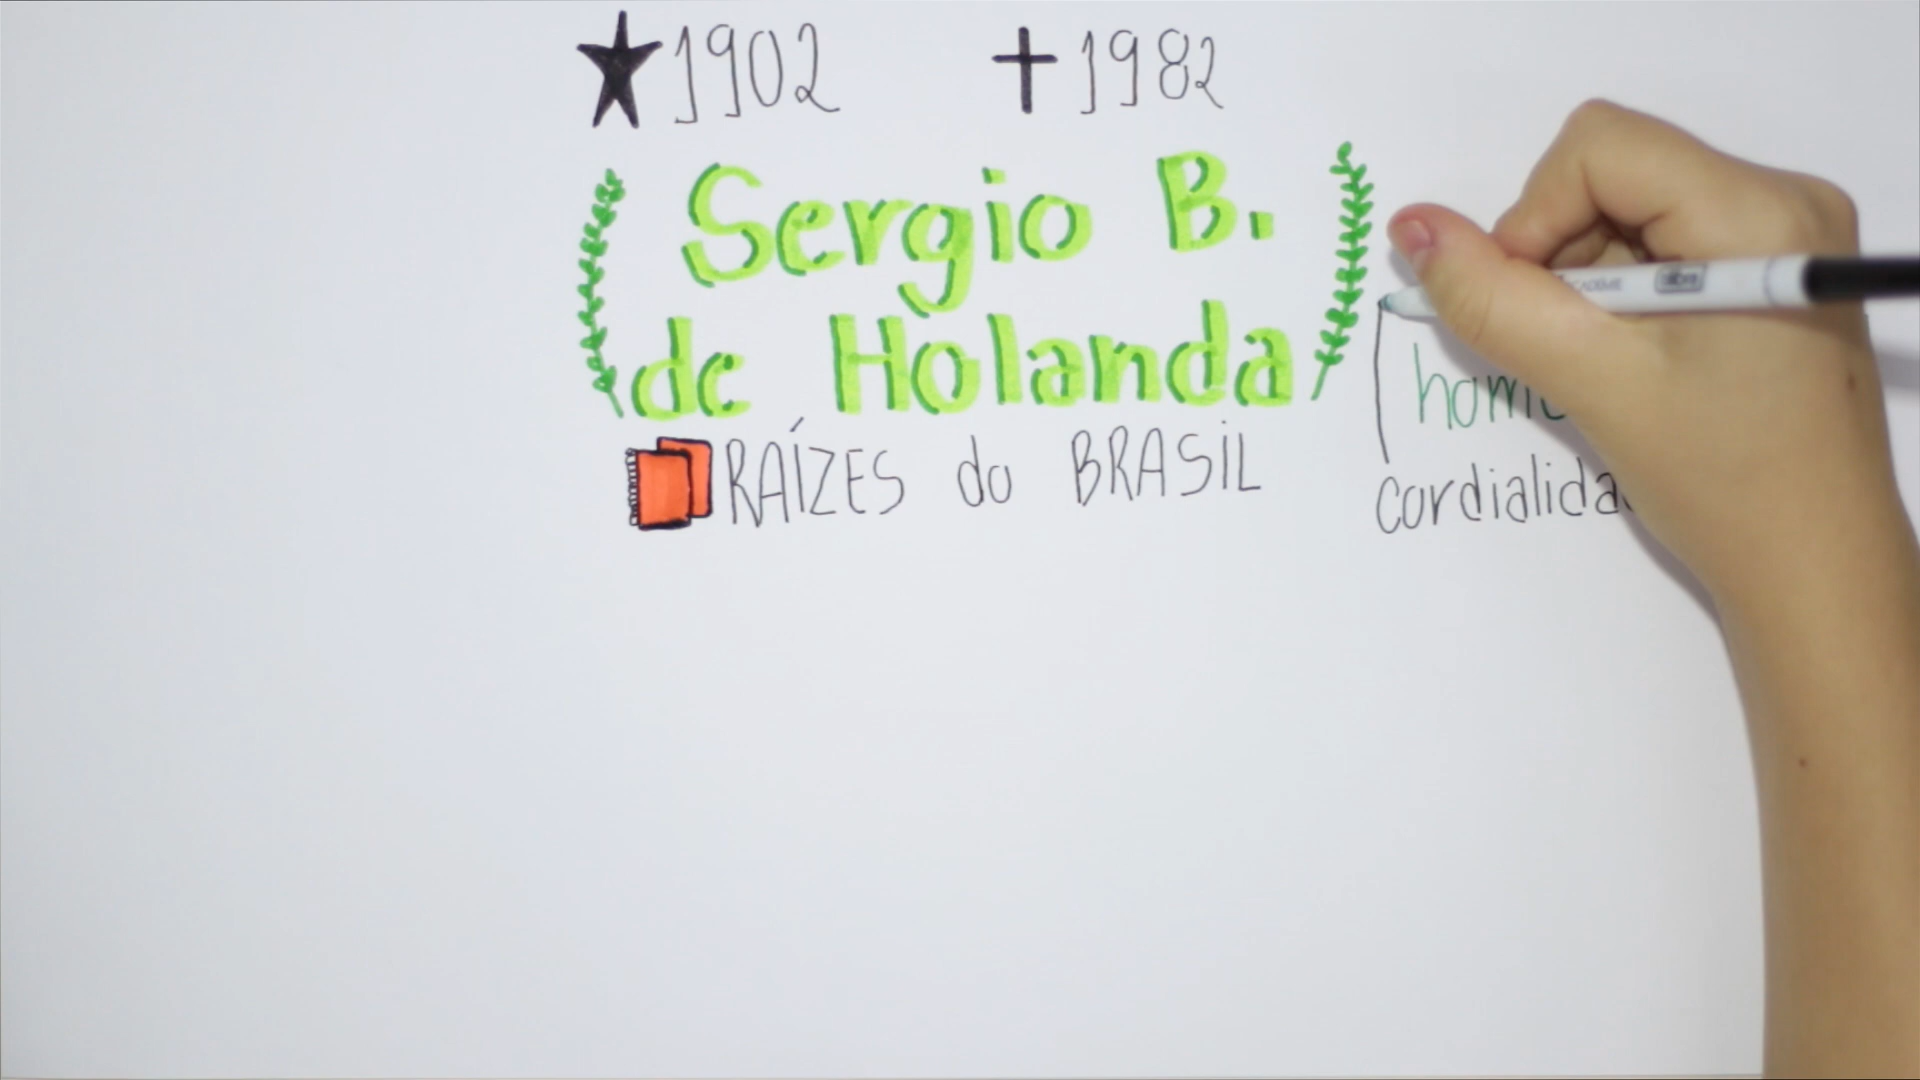 1902 1982
Sergio B.
de Holanda
RAÍZES do BRASIL
cordialida